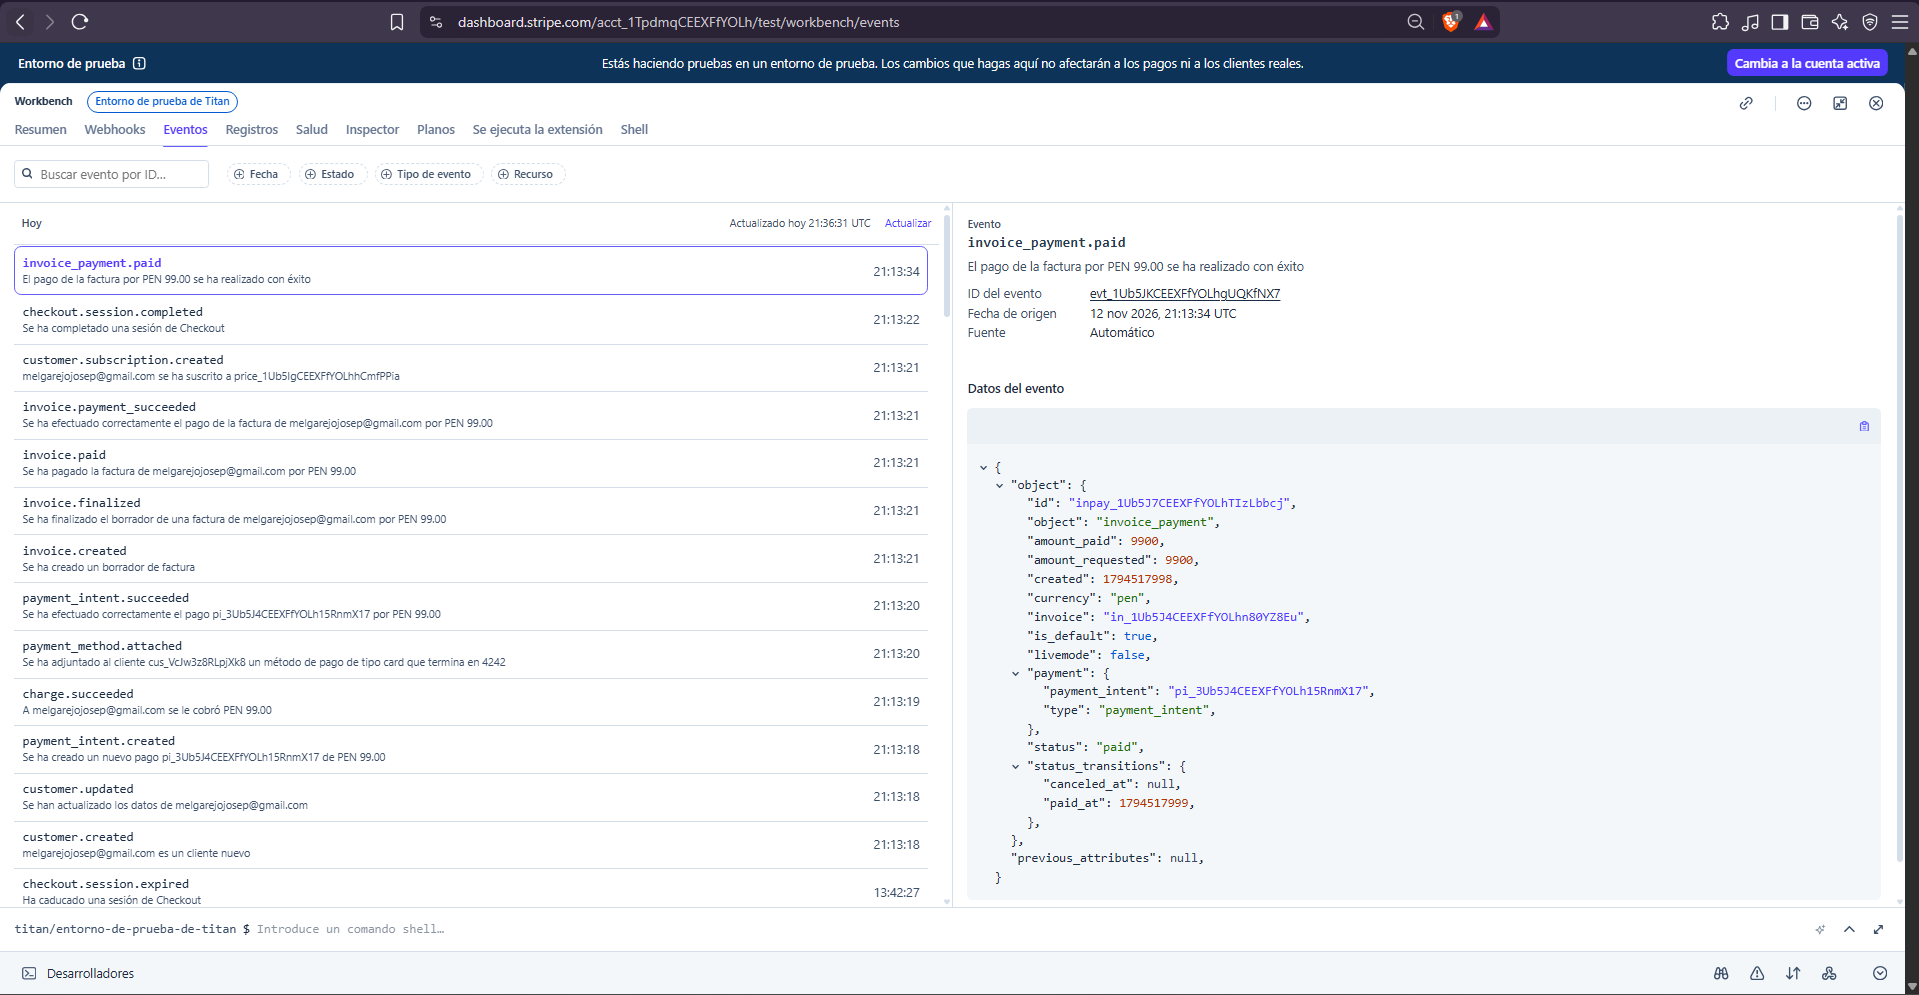 dashboard.stripe.com/acct_1TpdmqCEEXFfYOLh/test/workbench/events
1
Entorno de prueba
Estás haciendo pruebas en un entorno de prueba. Los cambios que hagas aquí no afectarán a los pagos ni a los clientes reales.
Cambia a la cuenta activa
Workbench
Entorno de prueba de Titan
Resumen
Webhooks
Eventos
Registros
Salud
Inspector
Planos
Se ejecuta la extensión
Shell
Buscar evento por ID...
Fecha
Estado
Tipo de evento
Recurso
Hoy
Actualizado hoy 21:36:31 UTC
Actualizar
invoice_payment.paid
El pago de la factura por PEN 99.00 se ha realizado con éxito
21:13:34
checkout.session.completed
Se ha completado una sesión de Checkout
21:13:22
customer.subscription.created
melgarejojosep@gmail.com se ha suscrito a price_1Ub5IgCEEXFfYOLhhCmfPPia
21:13:21
invoice.payment_succeeded
Se ha efectuado correctamente el pago de la factura de melgarejojosep@gmail.com por PEN 99.00
21:13:21
invoice.paid
Se ha pagado la factura de melgarejojosep@gmail.com por PEN 99.00
21:13:21
invoice.finalized
Se ha finalizado el borrador de una factura de melgarejojosep@gmail.com por PEN 99.00
21:13:21
invoice.created
Se ha creado un borrador de factura
21:13:21
payment_intent.succeeded
Se ha efectuado correctamente el pago pi_3Ub5J4CEEXFfYOLh15RnmX17 por PEN 99.00
21:13:20
payment_method.attached
Se ha adjuntado al cliente cus_VcJw3z8RLpjXk8 un método de pago de tipo card que termina en 4242
21:13:20
charge.succeeded
A melgarejojosep@gmail.com se le cobró PEN 99.00
21:13:19
payment_intent.created
Se ha creado un nuevo pago pi_3Ub5J4CEEXFfYOLh15RnmX17 de PEN 99.00
21:13:18
customer.updated
Se han actualizado los datos de melgarejojosep@gmail.com
21:13:18
customer.created
melgarejojosep@gmail.com es un cliente nuevo
21:13:18
checkout.session.expired
Ha caducado una sesión de Checkout
13:42:27
Evento
invoice_payment.paid
El pago de la factura por PEN 99.00 se ha realizado con éxito
ID del evento evt_1Ub5JKCEEXFfYOLhgUQKfNX7
Fecha de origen 12 nov 2026, 21:13:34 UTC
Fuente Automático
Datos del evento
{
"object": {
"id": "inpay_1Ub5J7CEEXFfYOLhTIzLbbcj",
"object": "invoice_payment",
"amount_paid": 9900,
"amount_requested": 9900,
"created": 1794517998,
"currency": "pen",
"invoice": "in_1Ub5J4CEEXFfYOLhn80YZ8Eu",
"is_default": true,
"livemode": false,
"payment": {
"payment_intent": "pi_3Ub5J4CEEXFfYOLh15RnmX17",
"type": "payment_intent",
},
"status": "paid",
"status_transitions": {
"canceled_at": null,
"paid_at": 1794517999,
},
},
"previous_attributes": null,
}
titan/entorno-de-prueba-de-titan $ Introduce un comando shell…
Desarrolladores